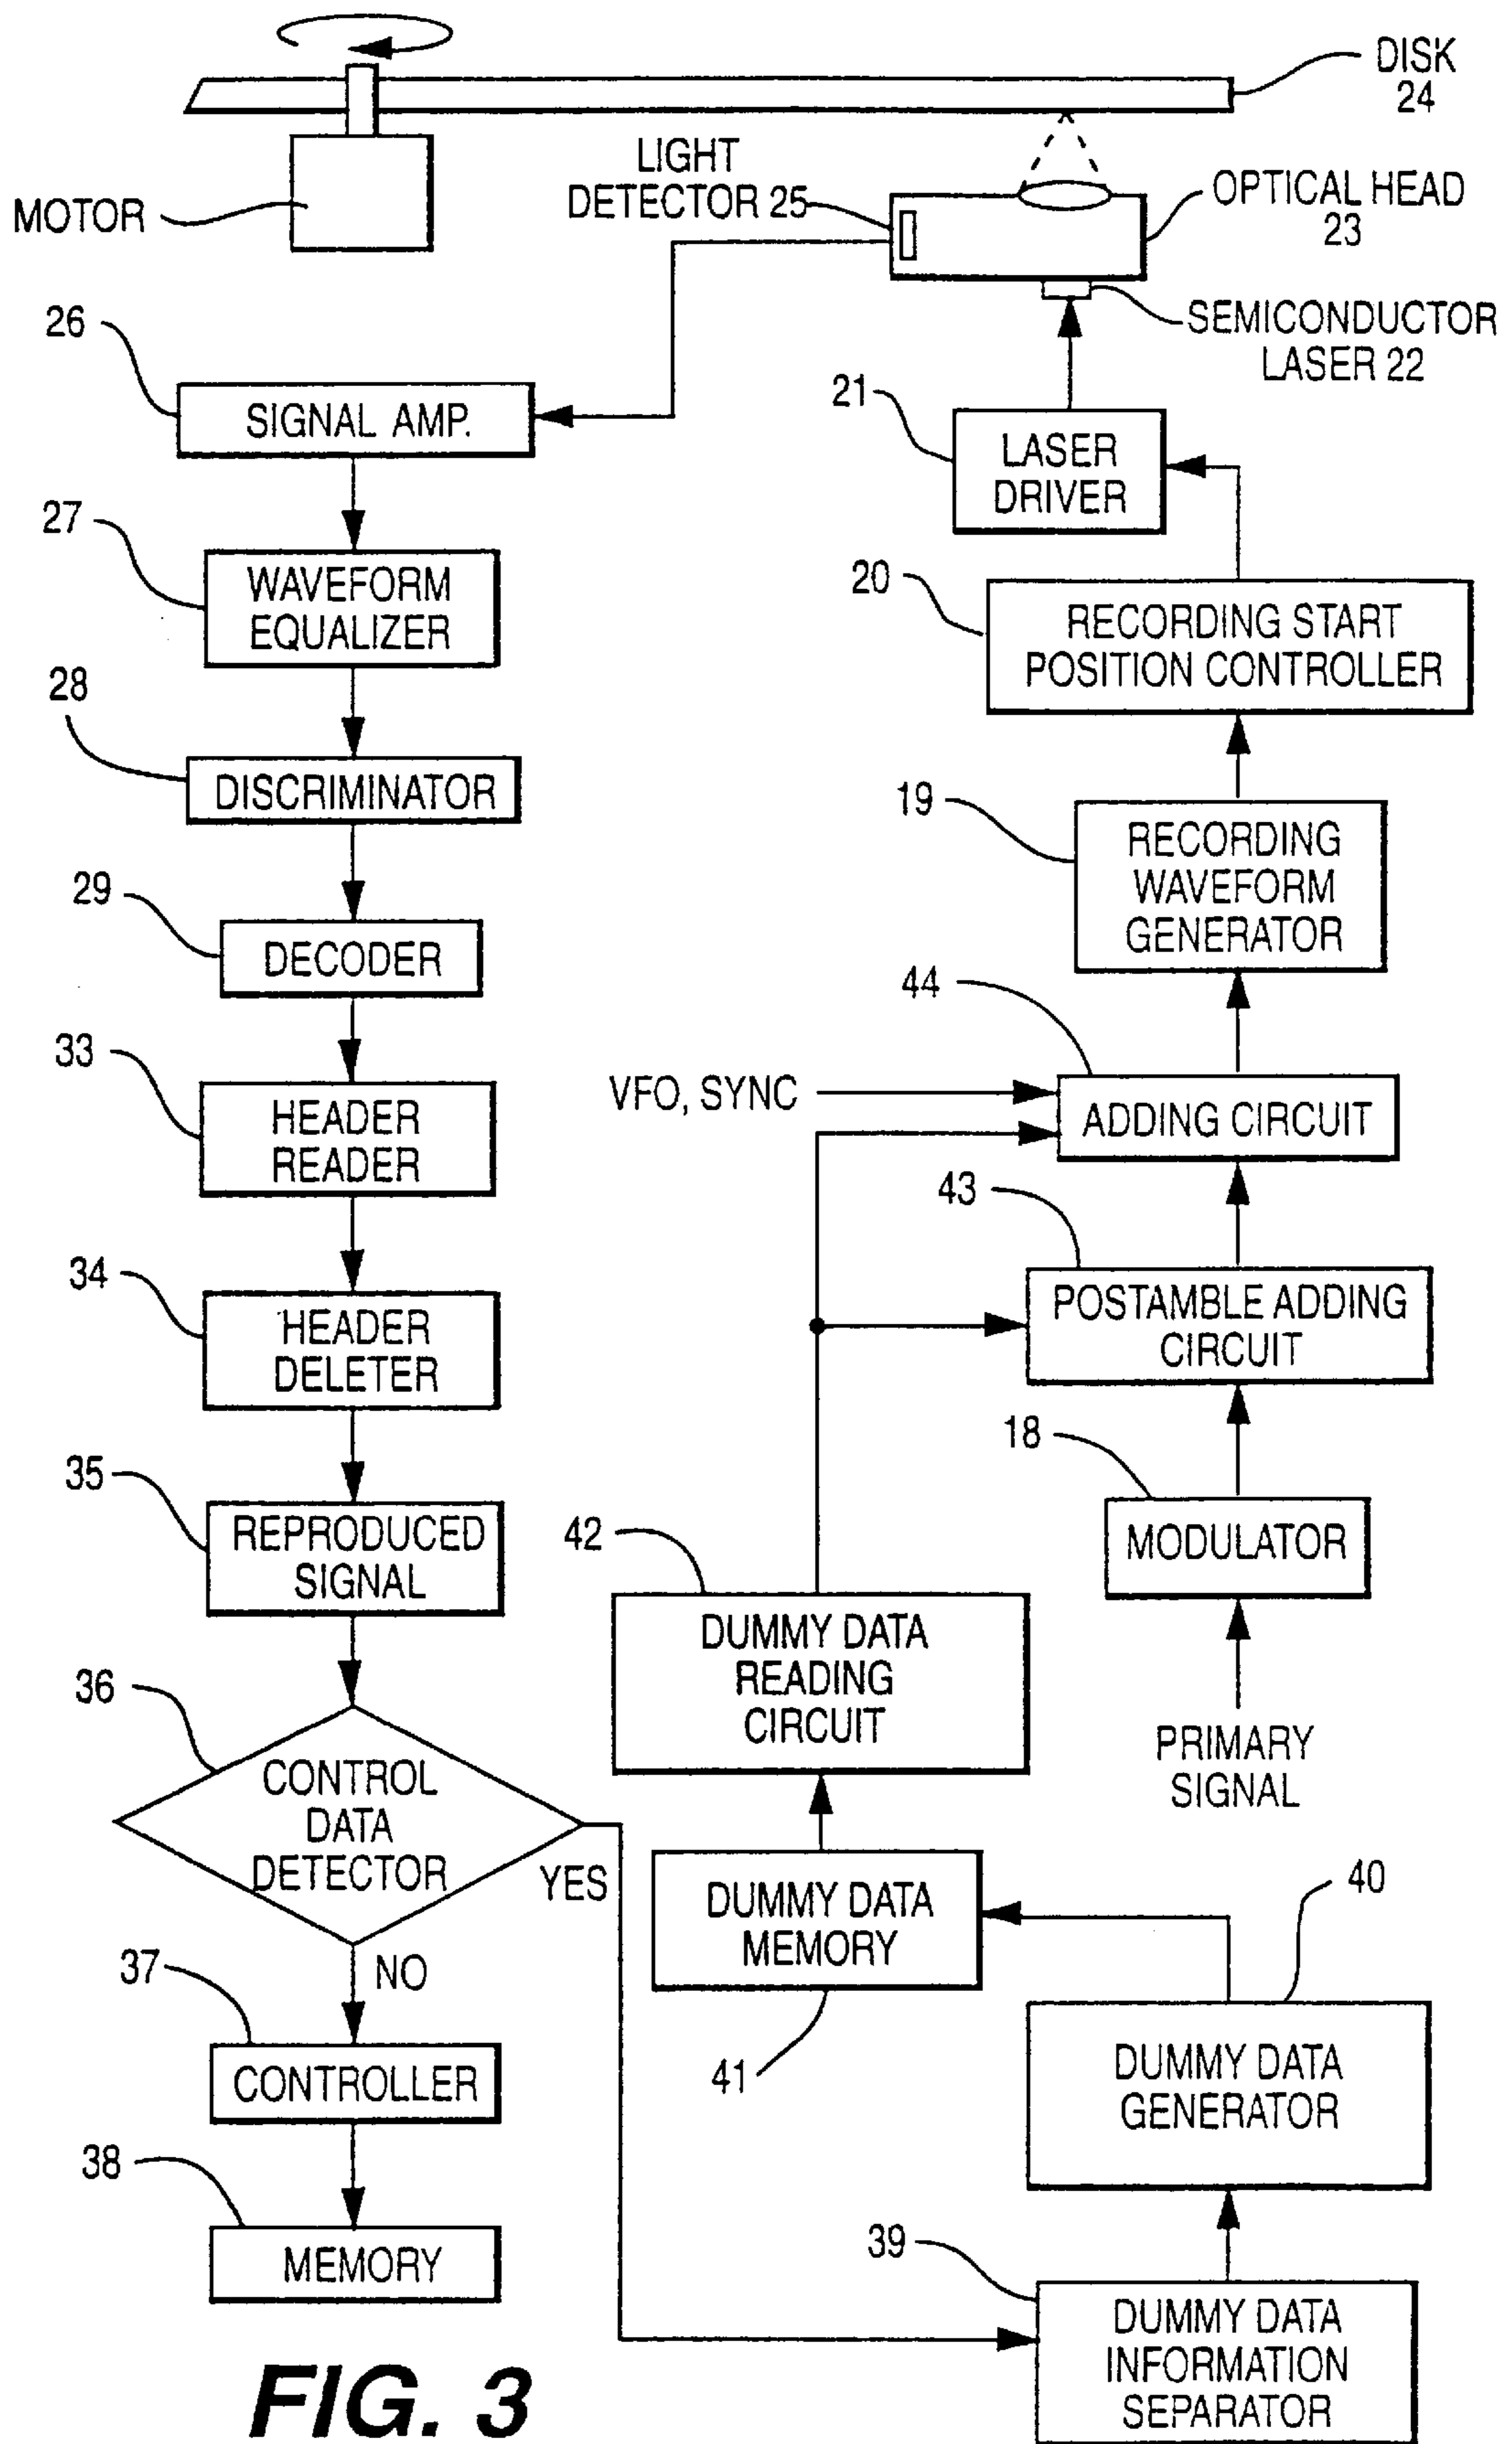 DISK
24
LIGHT
DETECTOR 25
OPTICAL HEAD
23
MOTOR
SEMICONDUCTOR
LASER 22
26
SIGNAL AMP.
21
LASER
DRIVER
27
WAVEFORM
EQUALIZER
20
RECORDING START
POSITION CONTROLLER
28
DISCRIMINATOR
19
RECORDING
WAVEFORM
GENERATOR
29
DECODER
44
33
HEADER
READER
VFO, SYNC
ADDING CIRCUIT
43
34
HEADER
DELETER
POSTAMBLE ADDING
CIRCUIT
18
35
REPRODUCED
SIGNAL
42
MODULATOR
DUMMY DATA
READING
CIRCUIT
36
CONTROL
DATA
DETECTOR
YES
PRIMARY
SIGNAL
40
DUMMY DATA
MEMORY
NO
37
CONTROLLER
41
DUMMY DATA
GENERATOR
38
MEMORY
39
DUMMY DATA
INFORMATION
SEPARATOR
FIG. 3